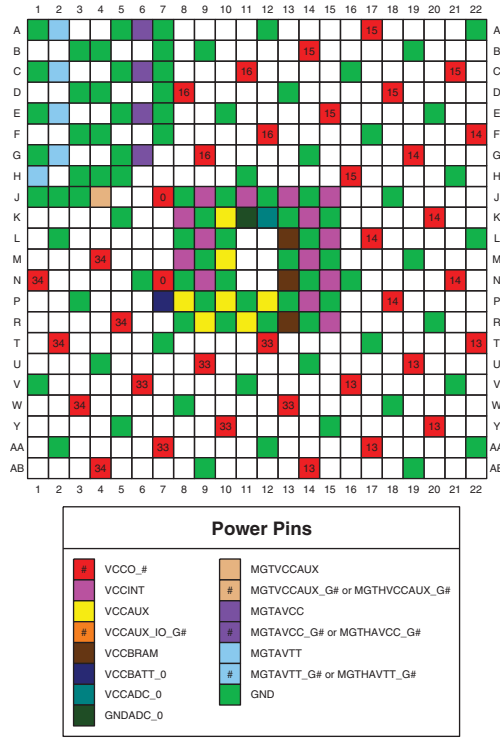 1 2 3 4 5 6 7 8 9 10 11 12 13 14 15 16 17 18 19 20 21 22
A 15 A
B 14 B
C 16 15 C
D 16 18 D
E 15 E
F 16 14 F
G 16 14 G
H 15 H
J 0 J
K 14 K
L 14 L
M 34 M
N 34 0 14 N
P 14 P
R 34 R
T 34 33 13 T
U 33 13 U
V 33 13 V
W 34 33 W
Y 33 13 Y
AA 33 13 AA
AB 34 14 AB
1 2 3 4 5 6 7 8 9 10 11 12 13 14 15 16 17 18 19 20 21 22
Power Pins
# VCCO_#
VCCINT
VCCAUX
# VCCAUX_IO_G#
VCCBRAM
VCCBATT_0
VCCADC_0
GNDADC_0
MGTVCCAUX
# MGTVCCAUX_G# or MGTHVCCAUX_G#
MGTAVCC
# MGTAVCC_G# or MGTHAVCC_G#
MGTAVTT
# MGTAVTT_G# or MGTHAVTT_G#
GND